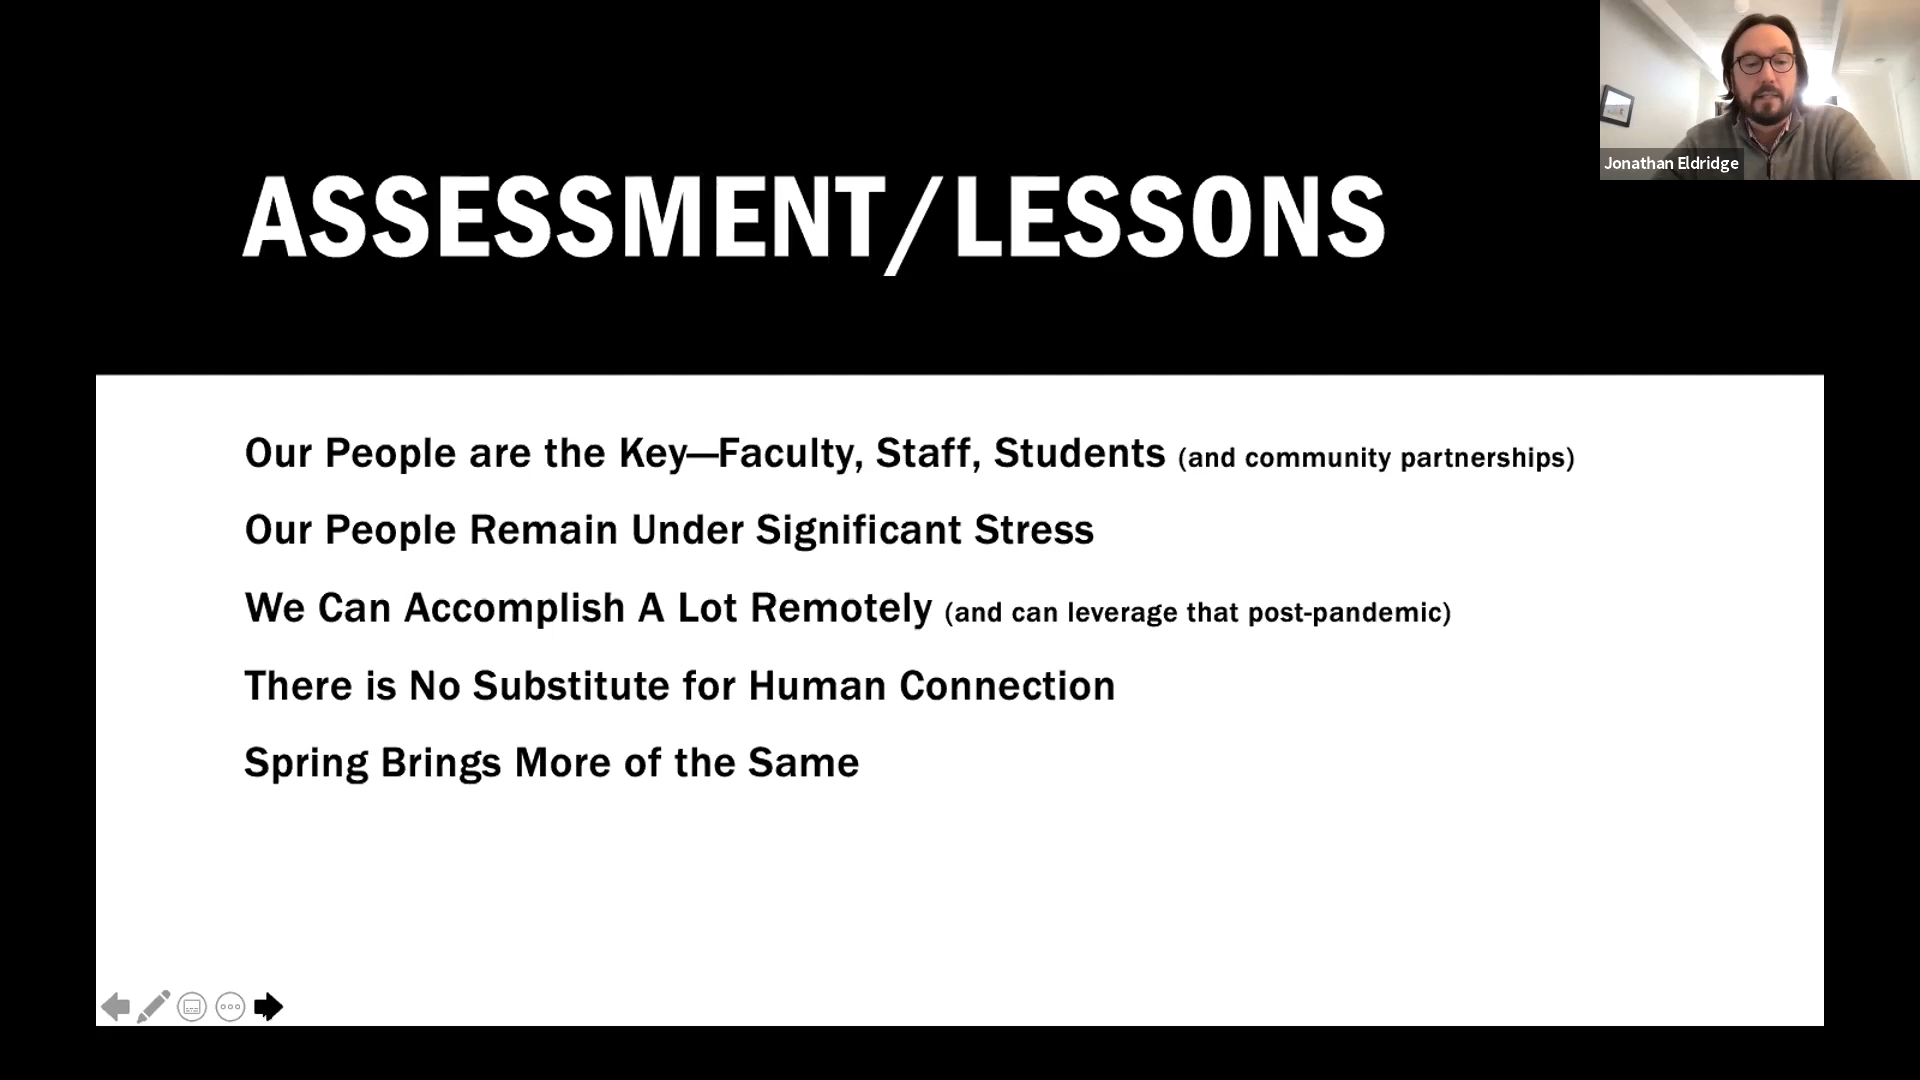 Jonathan Eldridge
ASSESSMENT/LESSONS
Our People are the Key—Faculty, Staff, Students (and community partnerships)
Our People Remain Under Significant Stress
We Can Accomplish A Lot Remotely (and can leverage that post-pandemic)
There is No Substitute for Human Connection
Spring Brings More of the Same